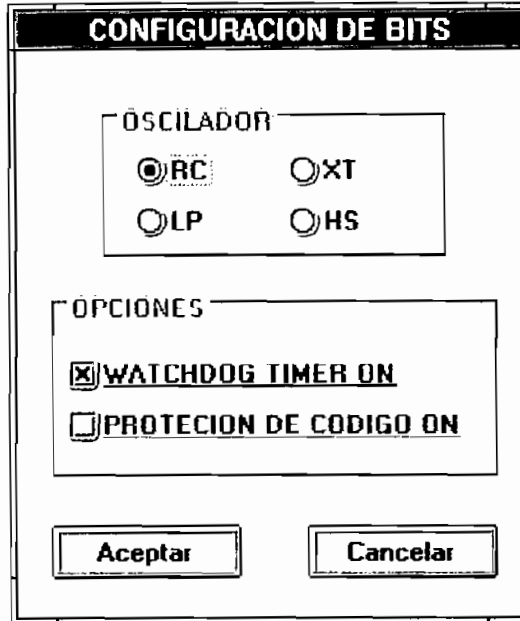 CONFIGURACION DE BITS
OSCILADOR
RC XT
LP HS
OPCIONES
WATCHDOG TIMER ON
PROTECION DE CODIGO ON
Aceptar Cancelar